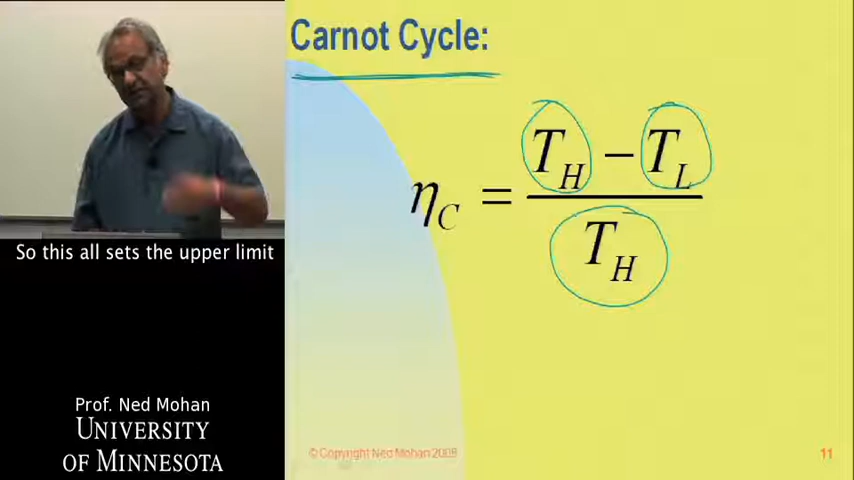 Carnot Cycle:
η_C = (T_H − T_L) / T_H
So this all sets the upper limit
Prof. Ned Mohan
UNIVERSITY
OF MINNESOTA
© Copyright Ned Mohan 2008
11